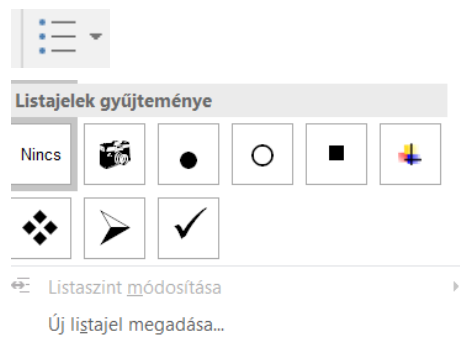 Listajelek gyűjteménye
Nincs
Listaszint módosítása
Új listajel megadása...